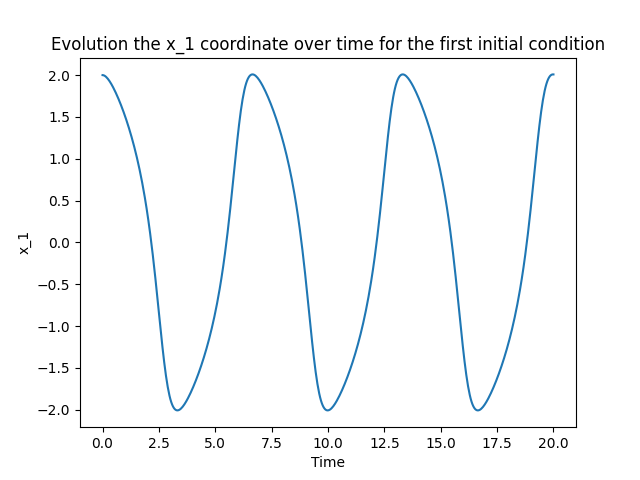 Evolution the x_1 coordinate over time for the first initial condition
2.0
1.5
1.0
0.5
0.0
−0.5
−1.0
−1.5
−2.0
x_1
0.0 2.5 5.0 7.5 10.0 12.5 15.0 17.5 20.0
Time